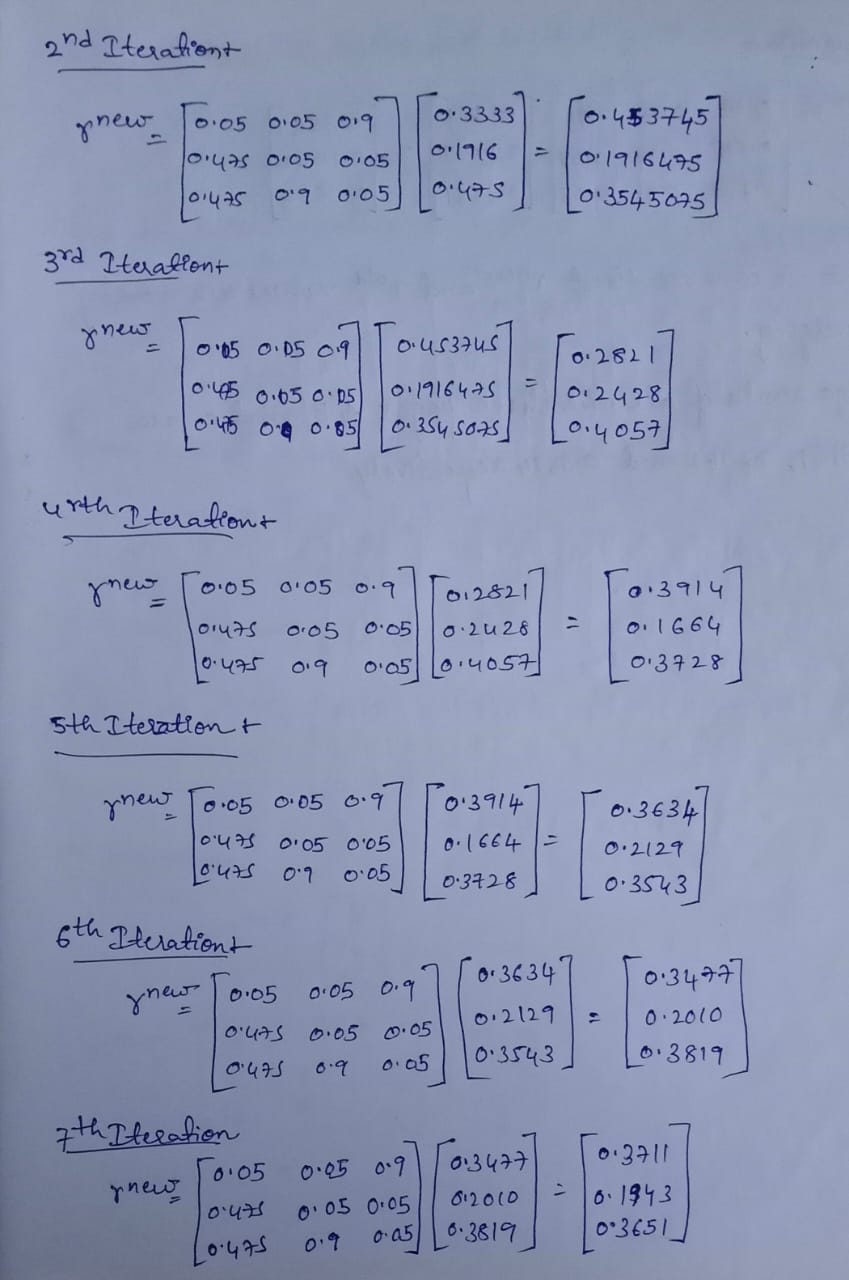 2nd Iteration
rnew = [0.05 0.05 0.9] [0.3333] [0.453745]
[0.475 0.05 0.05] [0.1916] = [0.1916475]
[0.475 0.9 0.05] [0.475] [0.3545075]
3rd Iteration
rnew = [0.05 0.05 0.9] [0.453745] [0.2821]
[0.475 0.05 0.05] [0.1916475] = [0.2428]
[0.475 0.9 0.05] [0.3545075] [0.4057]
4rth Iteration
rnew = [0.05 0.05 0.9] [0.2821] [0.3914]
[0.475 0.05 0.05] [0.2428] = [0.1664]
[0.475 0.9 0.05] [0.4057] [0.3728]
5th Iteration
rnew = [0.05 0.05 0.9] [0.3914] [0.3634]
[0.475 0.05 0.05] [0.1664] = [0.2129]
[0.475 0.9 0.05] [0.3728] [0.3543]
6th Iteration
rnew = [0.05 0.05 0.9] [0.3634] [0.3477]
[0.475 0.05 0.05] [0.2129] = [0.2010]
[0.475 0.9 0.05] [0.3543] [0.3819]
7th Iteration
rnew = [0.05 0.05 0.9] [0.3477] [0.3711]
[0.475 0.05 0.05] [0.2010] = [0.1943]
[0.475 0.9 0.05] [0.3819] [0.3651]